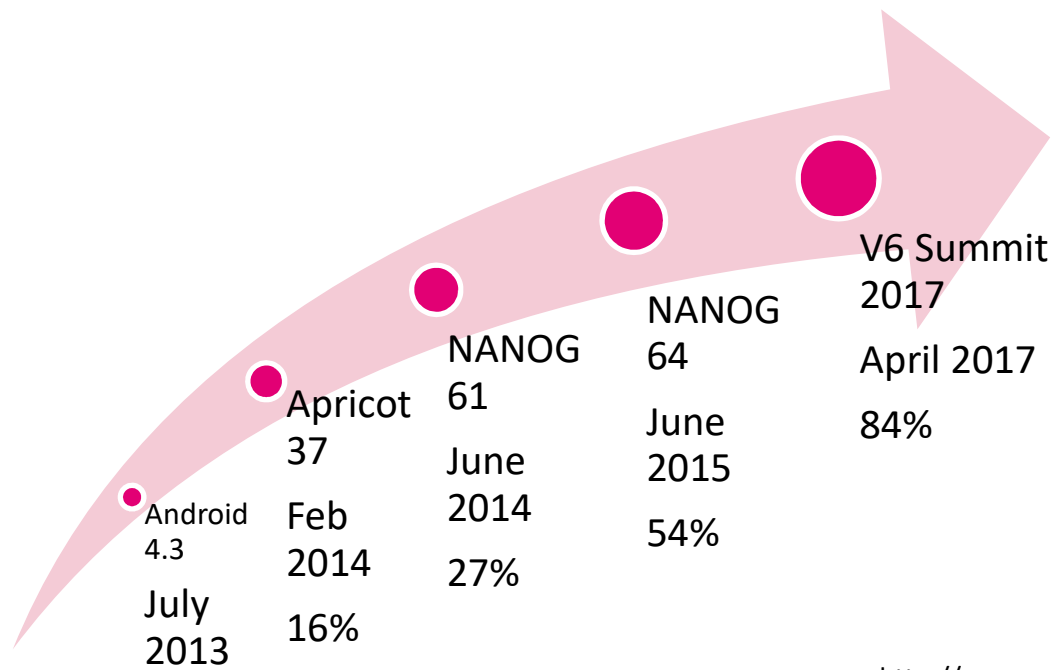 Android
4.3
July
2013
Apricot
37
Feb
2014
16%
NANOG
61
June
2014
27%
NANOG
64
June
2015
54%
V6 Summit
2017
April 2017
84%